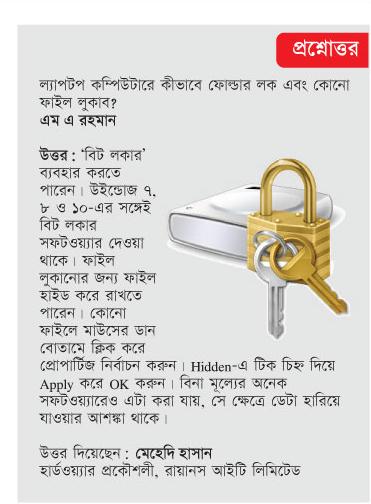 প্রশ্নোত্তর
ল্যাপটপ কম্পিউটারে কীভাবে ফোল্ডার লক এবং কোনো
ফাইল লুকাব?
এম এ রহমান
উত্তর : ‘বিট লকার’
ব্যবহার করতে
পারেন। উইন্ডোজ ৭,
৮ ও ১০-এর সঙ্গেই
বিট লকার
সফটওয়্যার দেওয়া
থাকে। ফাইল
লুকানোর জন্য ফাইল
হাইড করে রাখতে
পারেন। কোনো
ফাইলে মাউসের ডান
বোতামে ক্লিক করে
প্রোপার্টিজ নির্বাচন করুন। Hidden-এ টিক চিহ্ন দিয়ে
Apply করে OK করুন। বিনা মূল্যের অনেক
সফটওয়্যারেও এটা করা যায়, সে ক্ষেত্রে ডেটা হারিয়ে
যাওয়ার আশঙ্কা থাকে।
উত্তর দিয়েছেন : মেহেদি হাসান
হার্ডওয়্যার প্রকৌশলী, রায়ানস আইটি লিমিটেড